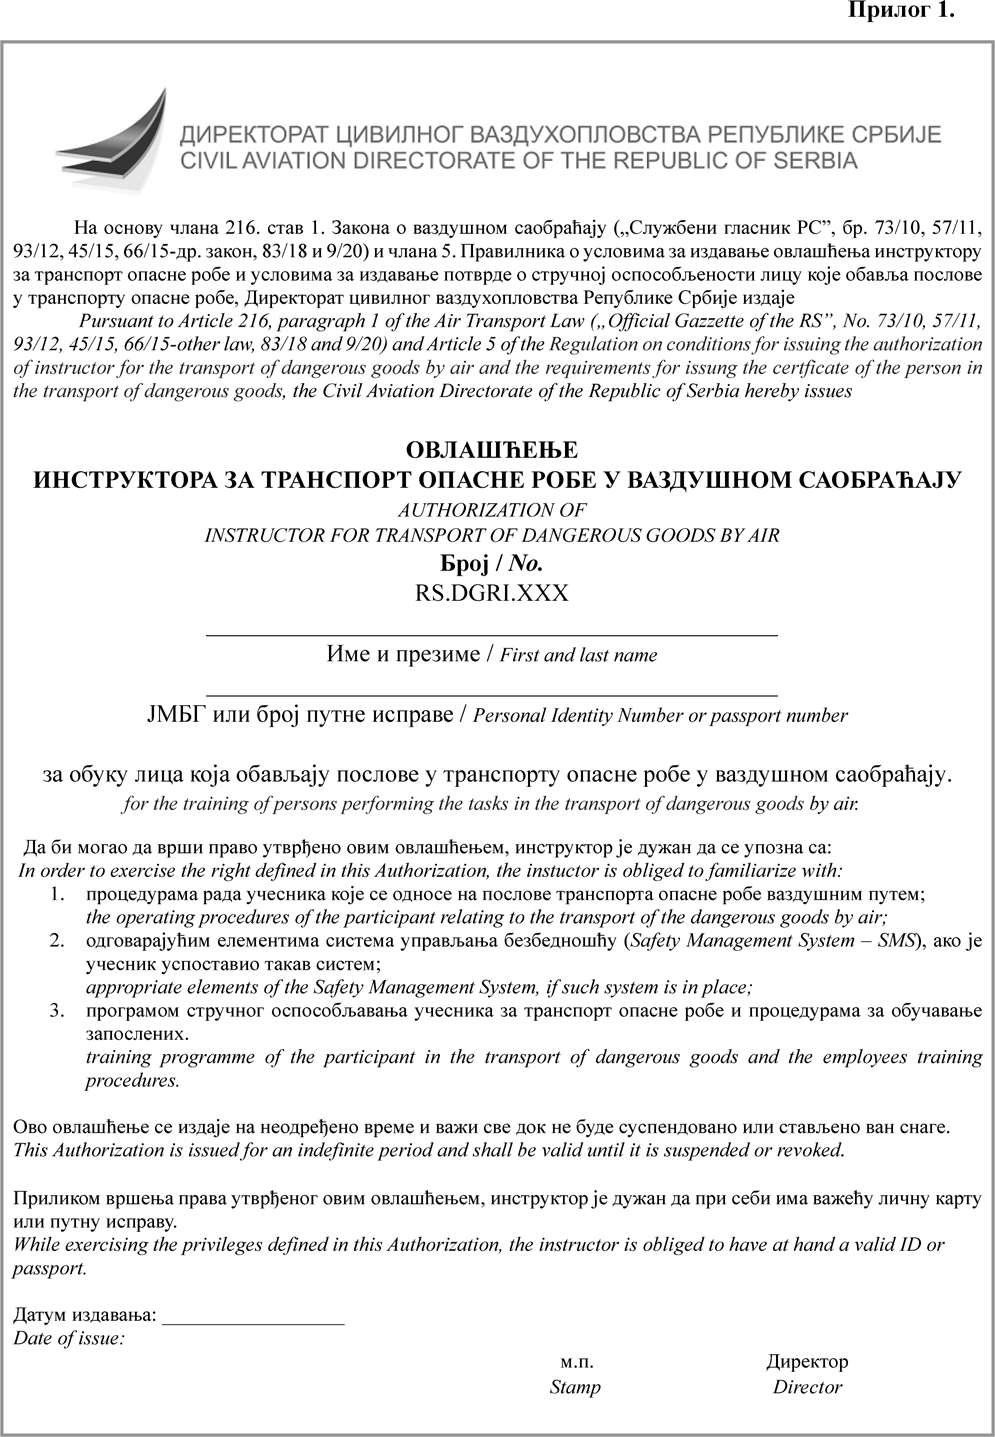 Прилог 1.
ДИРЕКТОРАТ ЦИВИЛНОГ ВАЗДУХОПЛОВСТВА РЕПУБЛИКЕ СРБИЈЕ
CIVIL AVIATION DIRECTORATE OF THE REPUBLIC OF SERBIA
На основу члана 216. став 1. Закона о ваздушном саобраћају („Службени гласник РС”, бр. 73/10, 57/11,
93/12, 45/15, 66/15-др. закон, 83/18 и 9/20) и члана 5. Правилника о условима за издавање овлашћења инструктору
за транспорт опасне робе и условима за издавање потврде о стручној оспособљености лицу које обавља послове
у транспорту опасне робе, Директорат цивилног ваздухопловства Републике Србије издаје
Pursuant to Article 216, paragraph 1 of the Air Transport Law („Official Gazzette of the RS”, No. 73/10, 57/11,
93/12, 45/15, 66/15-other law, 83/18 and 9/20) and Article 5 of the Regulation on conditions for issuing the authorization
of instructor for the transport of dangerous goods by air and the requirements for issung the certficate of the person in
the transport of dangerous goods, the Civil Aviation Directorate of the Republic of Serbia hereby issues
ОВЛАШЋЕЊЕ
ИНСТРУКТОРА ЗА ТРАНСПОРТ ОПАСНЕ РОБЕ У ВАЗДУШНОМ САОБРАЋАЈУ
AUTHORIZATION OF
INSTRUCTOR FOR TRANSPORT OF DANGEROUS GOODS BY AIR
Број / No.
RS.DGRI.XXX
Име и презиме / First and last name
ЈМБГ или број путне исправе / Personal Identity Number or passport number
за обуку лица која обављају послове у транспорту опасне робе у ваздушном саобраћају.
for the training of persons performing the tasks in the transport of dangerous goods by air.
Да би могао да врши право утврђено овим овлашћењем, инструктор је дужан да се упозна са:
In order to exercise the right defined in this Authorization, the instuctor is obliged to familiarize with:
1. процедурама рада учесника које се односе на послове транспорта опасне робе ваздушним путем;
the operating procedures of the participant relating to the transport of the dangerous goods by air;
2. одговарајућим елементима система управљања безбедношћу (Safety Management System – SMS), ако је
учесник успоставио такав систем;
appropriate elements of the Safety Management System, if such system is in place;
3. програмом стручног оспособљавања учесника за транспорт опасне робе и процедурама за обучавање
запослених.
training programme of the participant in the transport of dangerous goods and the employees training
procedures.
Ово овлашћење се издаје на неодређено време и важи све док не буде суспендовано или стављено ван снаге.
This Authorization is issued for an indefinite period and shall be valid until it is suspended or revoked.
Приликом вршења права утврђеног овим овлашћењем, инструктор је дужан да при себи има важећу личну карту
или путну исправу.
While exercising the privileges defined in this Authorization, the instructor is obliged to have at hand a valid ID or
passport.
Датум издавања: ___________________
Date of issue:
м.п. Директор
Stamp Director